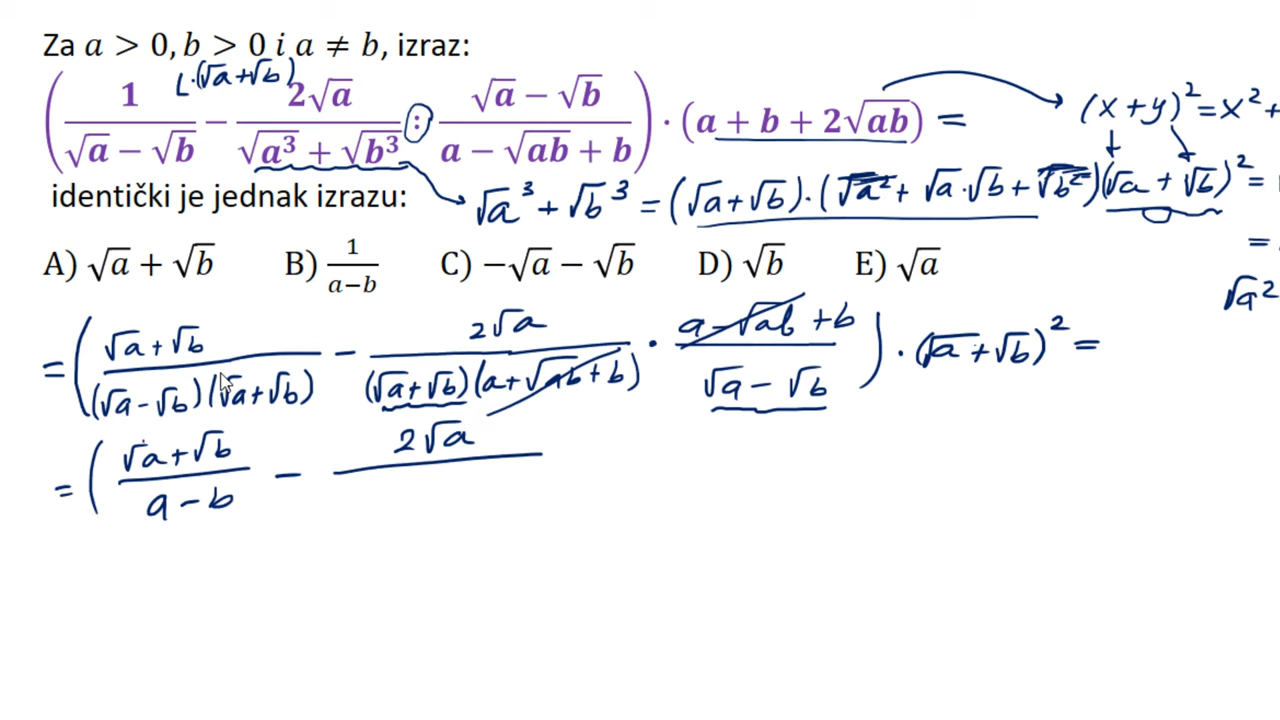 Za a > 0, b > 0 i a ≠ b, izraz:
|·(√a+√b)
(1/(√a − √b) − 2√a/(√a³ + √b³) : (√a − √b)/(a − √ab + b)) · (a + b + 2√ab) =
(x+y)² = x² +
identički je jednak izrazu:
√a³ + √b³ = (√a+√b)·(√a² + √a·√b + √b²)
(√a + √b)² =
=
√a²
A) √a + √b B) 1/(a−b) C) −√a − √b D) √b E) √a
= ((√a+√b)/((√a−√b)(√a+√b)) − 2√a/((√a+√b)(a+√ab+b)) · (a−√ab+b)/(√a − √b)) · (√a+√b)² =
= ((√a+√b)/(a−b) − 2√a